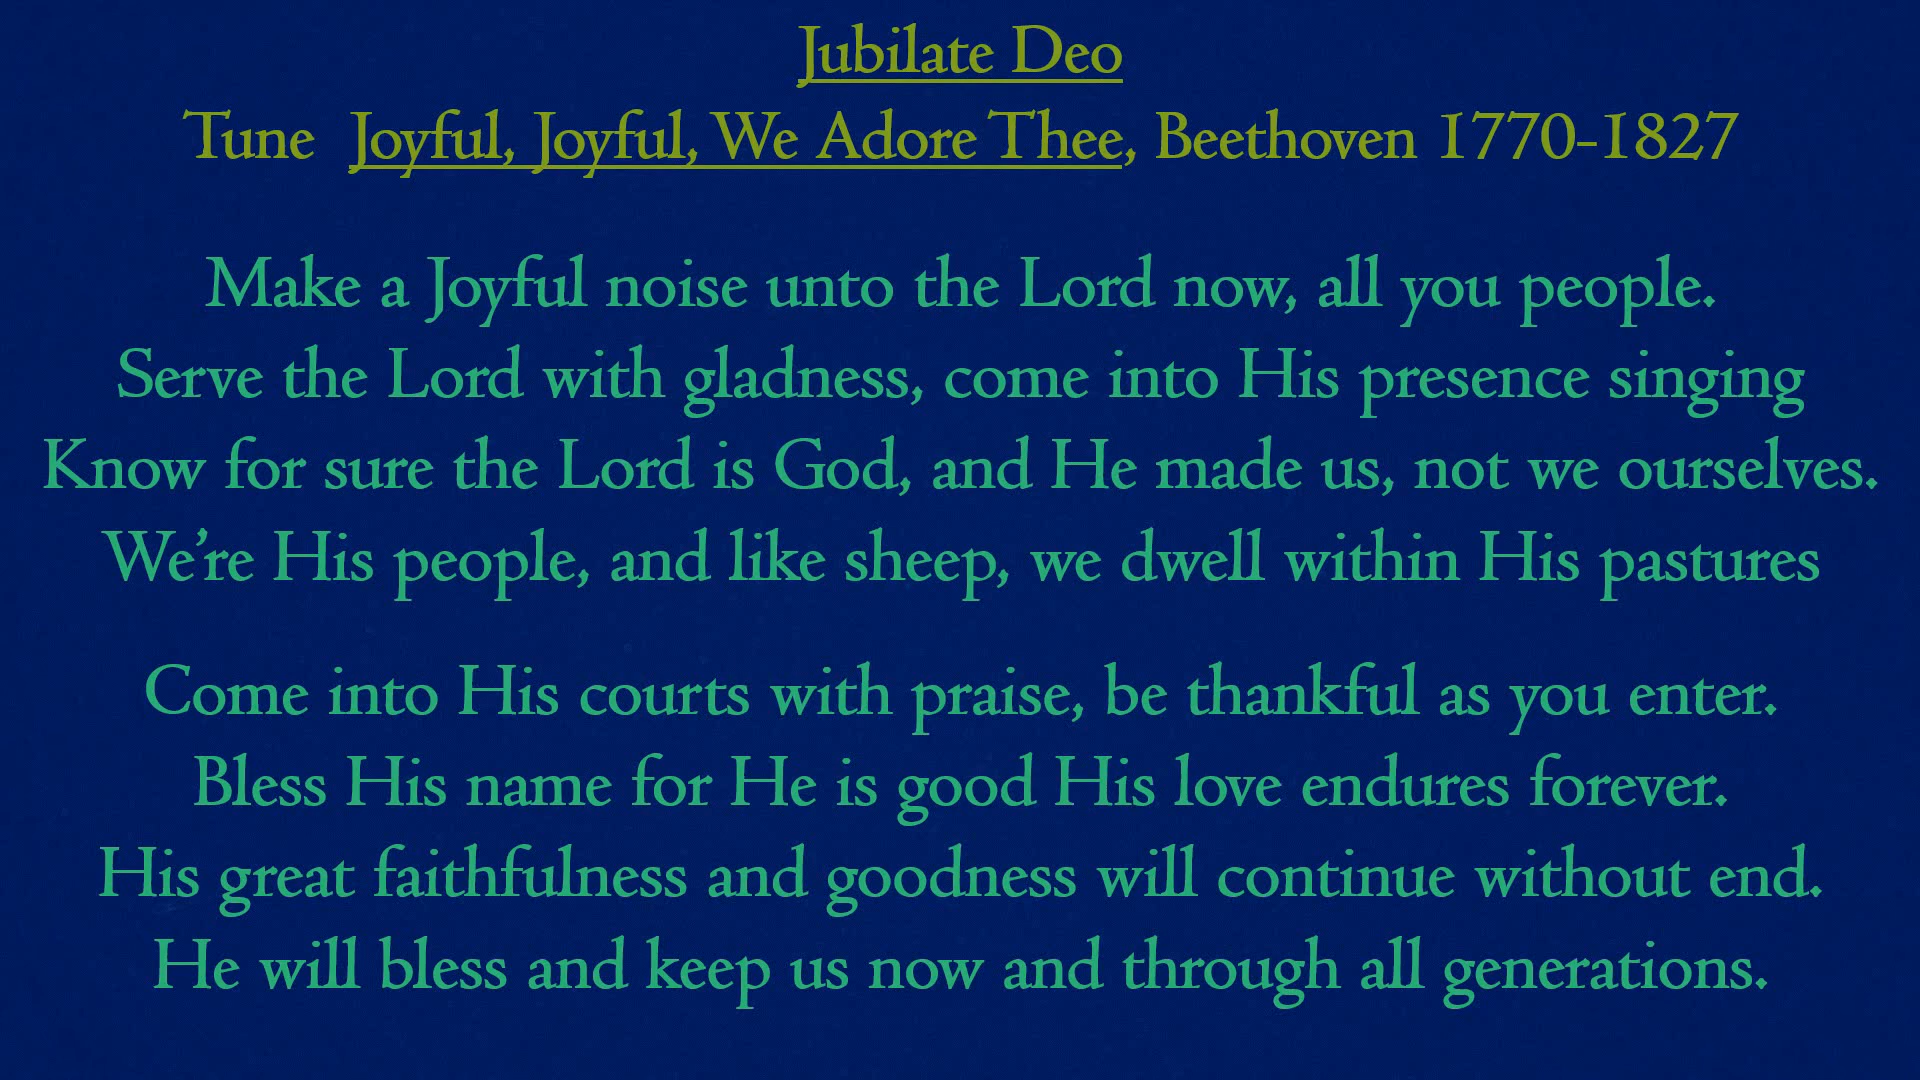 Jubilate Deo
Tune Joyful, Joyful, We Adore Thee, Beethoven 1770-1827
Make a Joyful noise unto the Lord now, all you people.
Serve the Lord with gladness, come into His presence singing
Know for sure the Lord is God, and He made us, not we ourselves.
We’re His people, and like sheep, we dwell within His pastures
Come into His courts with praise, be thankful as you enter.
Bless His name for He is good His love endures forever.
His great faithfulness and goodness will continue without end.
He will bless and keep us now and through all generations.